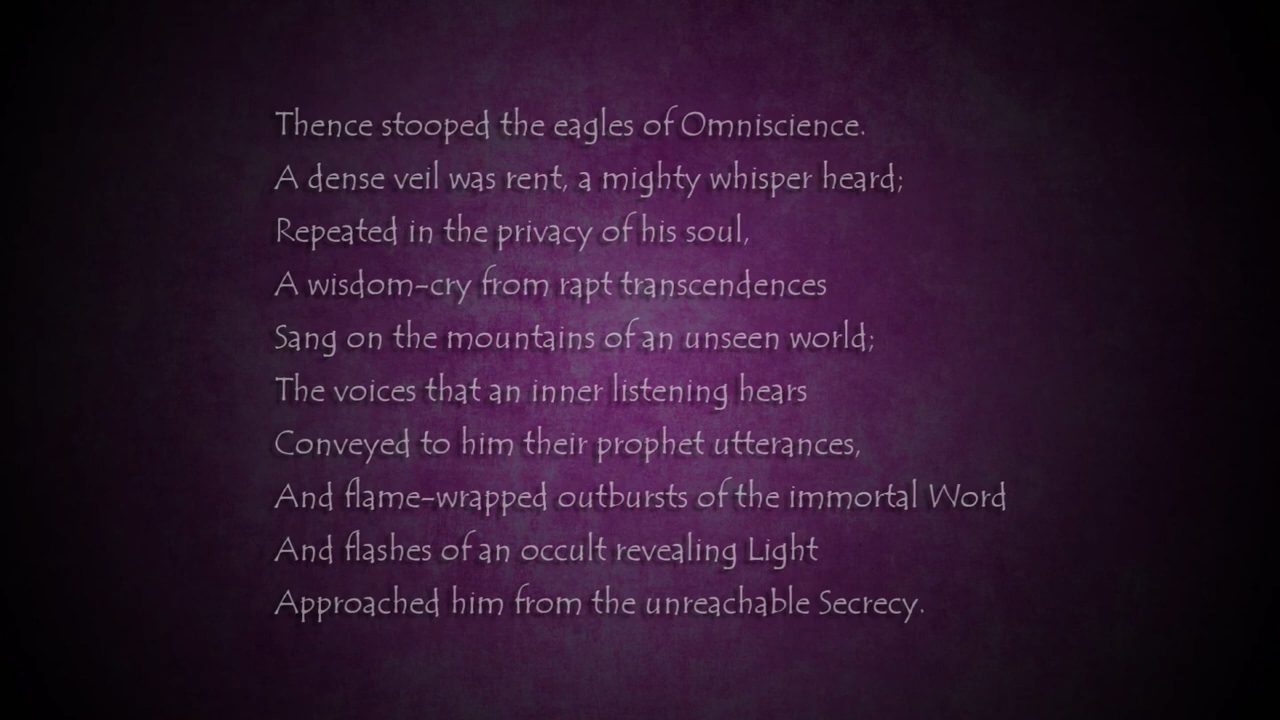 Thence stooped the eagles of Omniscience.
A dense veil was rent, a mighty whisper heard;
Repeated in the privacy of his soul,
A wisdom-cry from rapt transcendences
Sang on the mountains of an unseen world;
The voices that an inner listening hears
Conveyed to him their prophet utterances,
And flame-wrapped outbursts of the immortal Word
And flashes of an occult revealing Light
Approached him from the unreachable Secrecy.